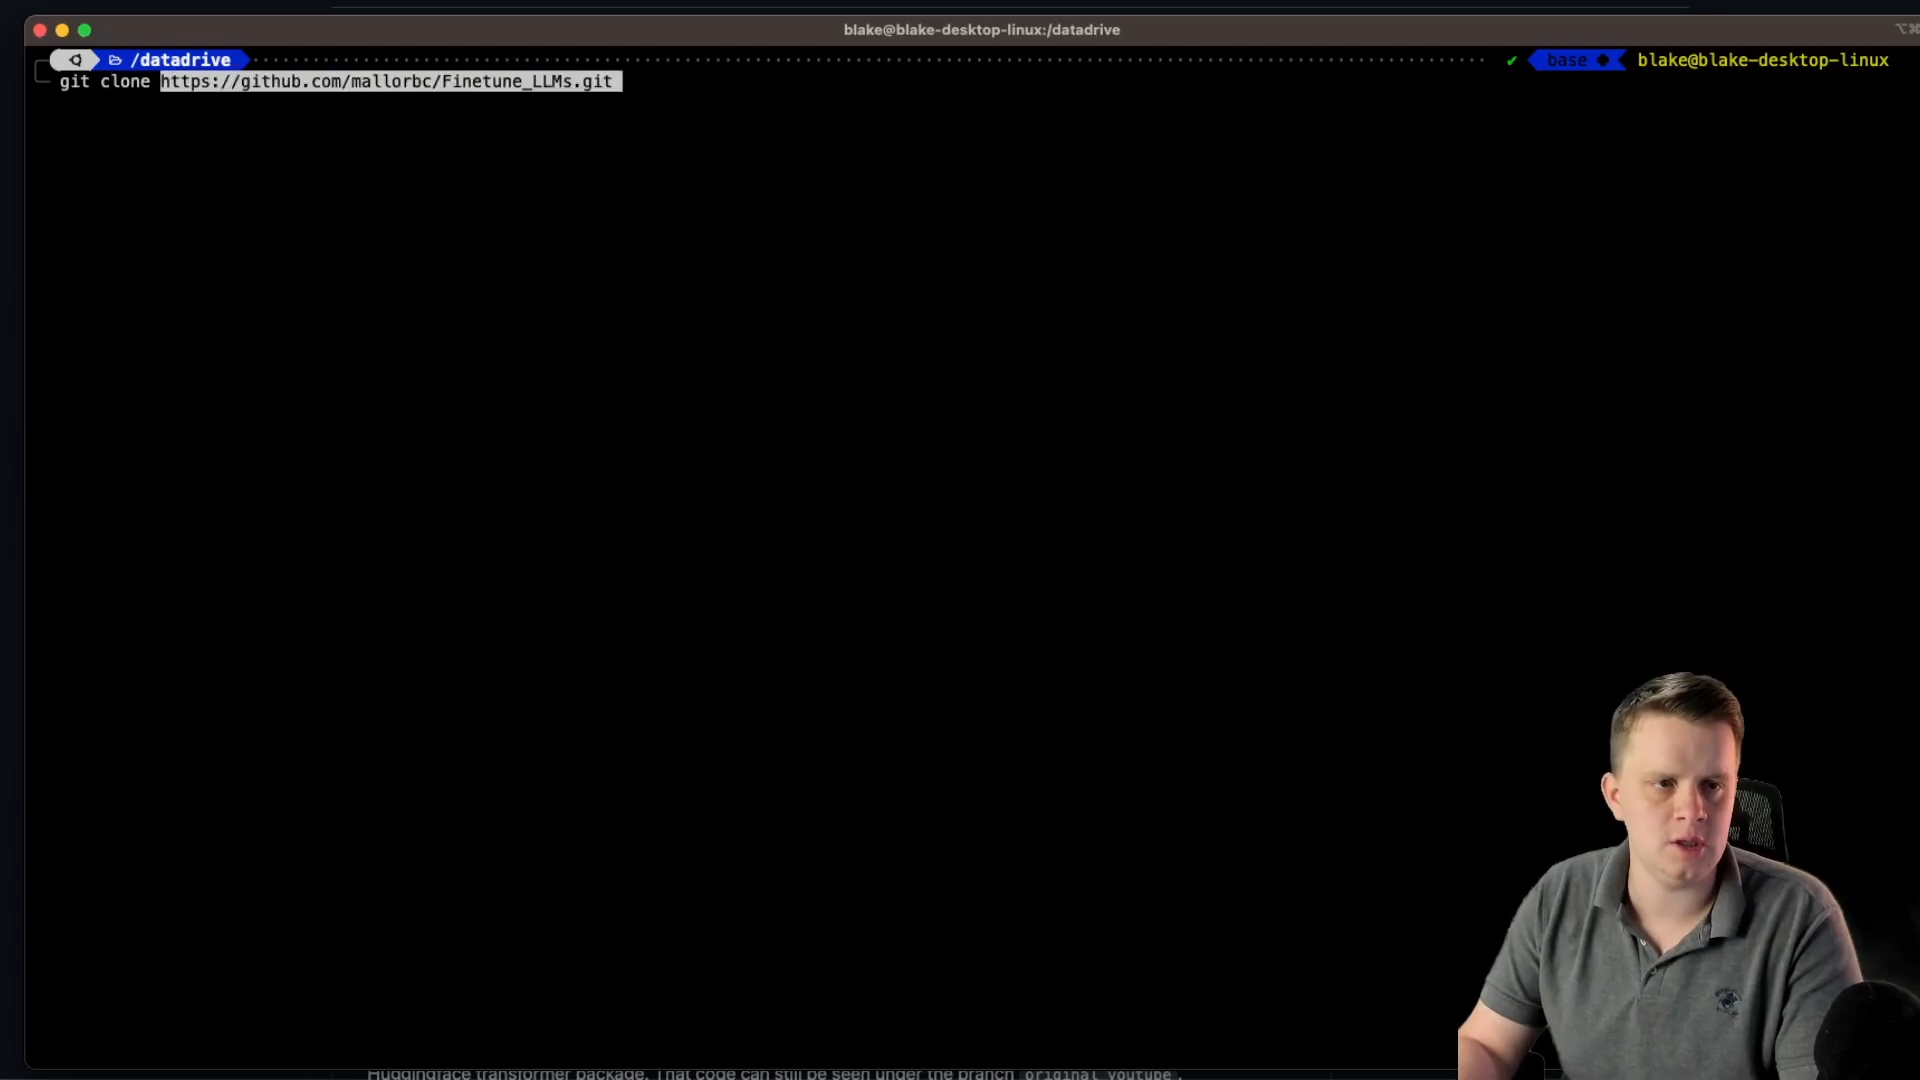 blake@blake-desktop-linux:/datadrive
⌥⌘
/datadrive ✔ base blake@blake-desktop-linux
git clone https://github.com/mallorbc/Finetune_LLMs.git
Huggingface transformer package. That code can still be seen under the branch original_youtube.